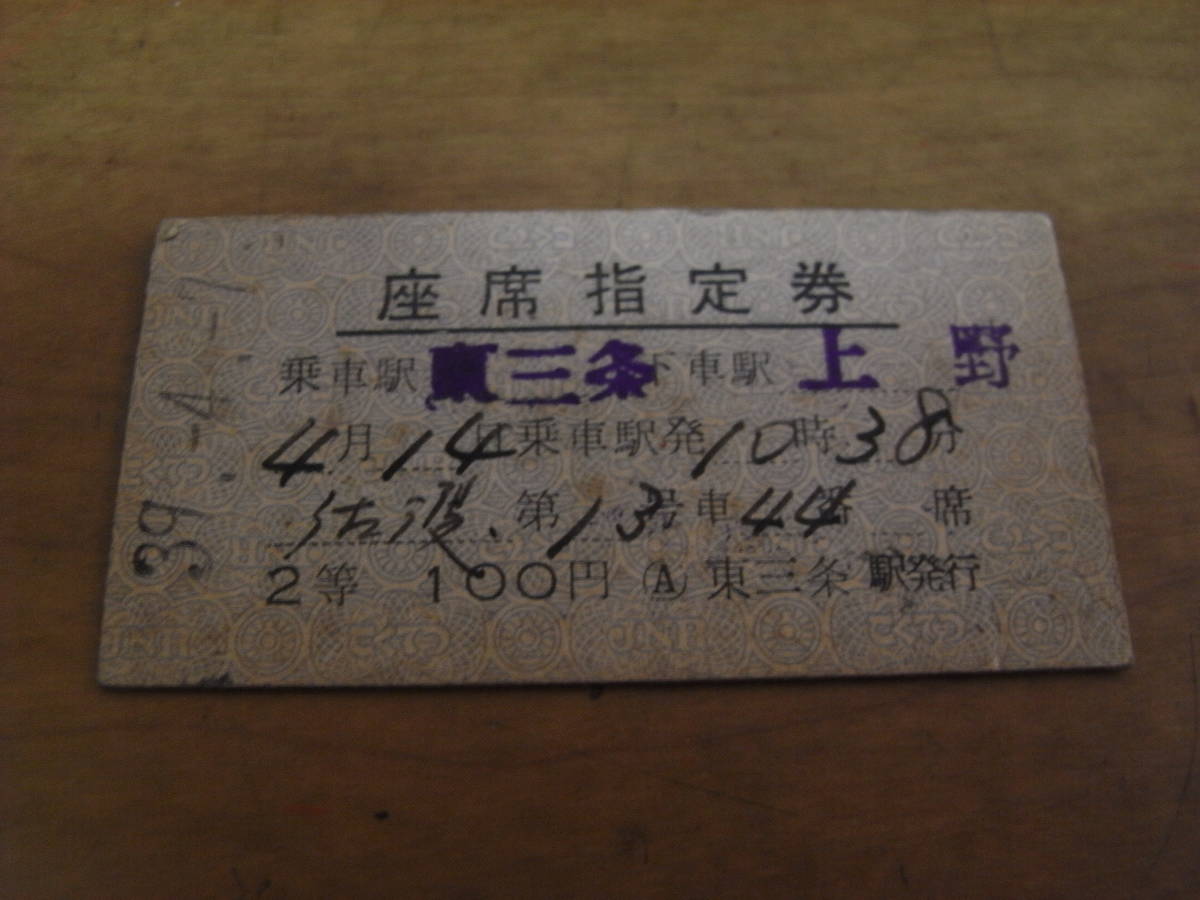 座席指定券
乗車駅 東三条 下車駅 上野
4月14日乗車駅発10時38分
佐渡、第13号車44番席
2等 100円 Ⓐ 東三条駅発行
39.-4.-7